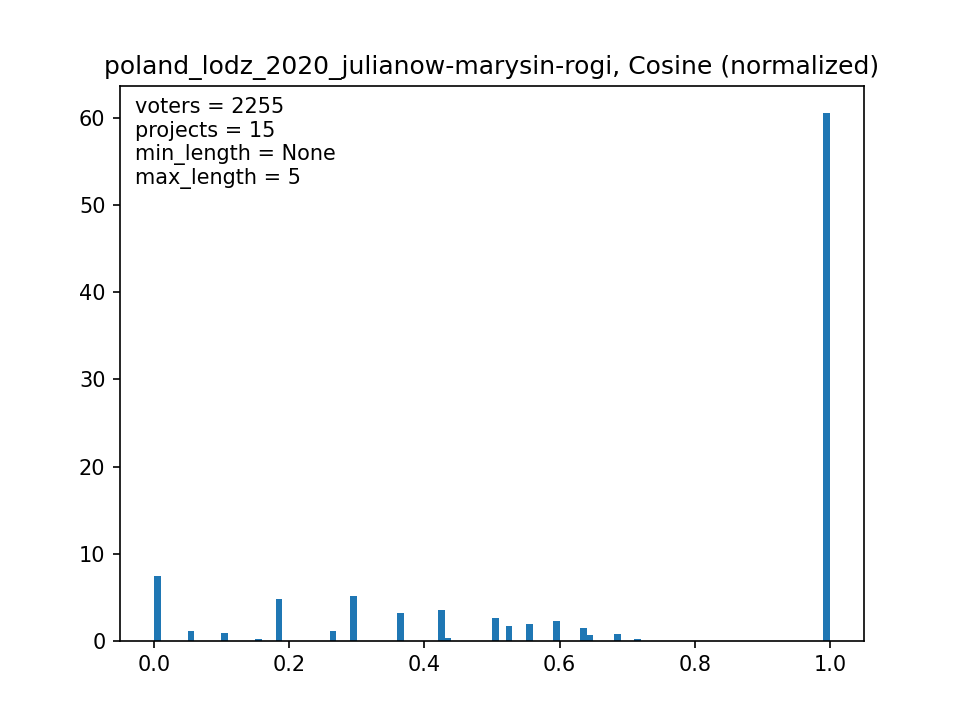 poland_lodz_2020_julianow-marysin-rogi, Cosine (normalized)
voters = 2255
projects = 15
min_length = None
max_length = 5
60
50
40
30
20
10
0
0.0 0.2 0.4 0.6 0.8 1.0